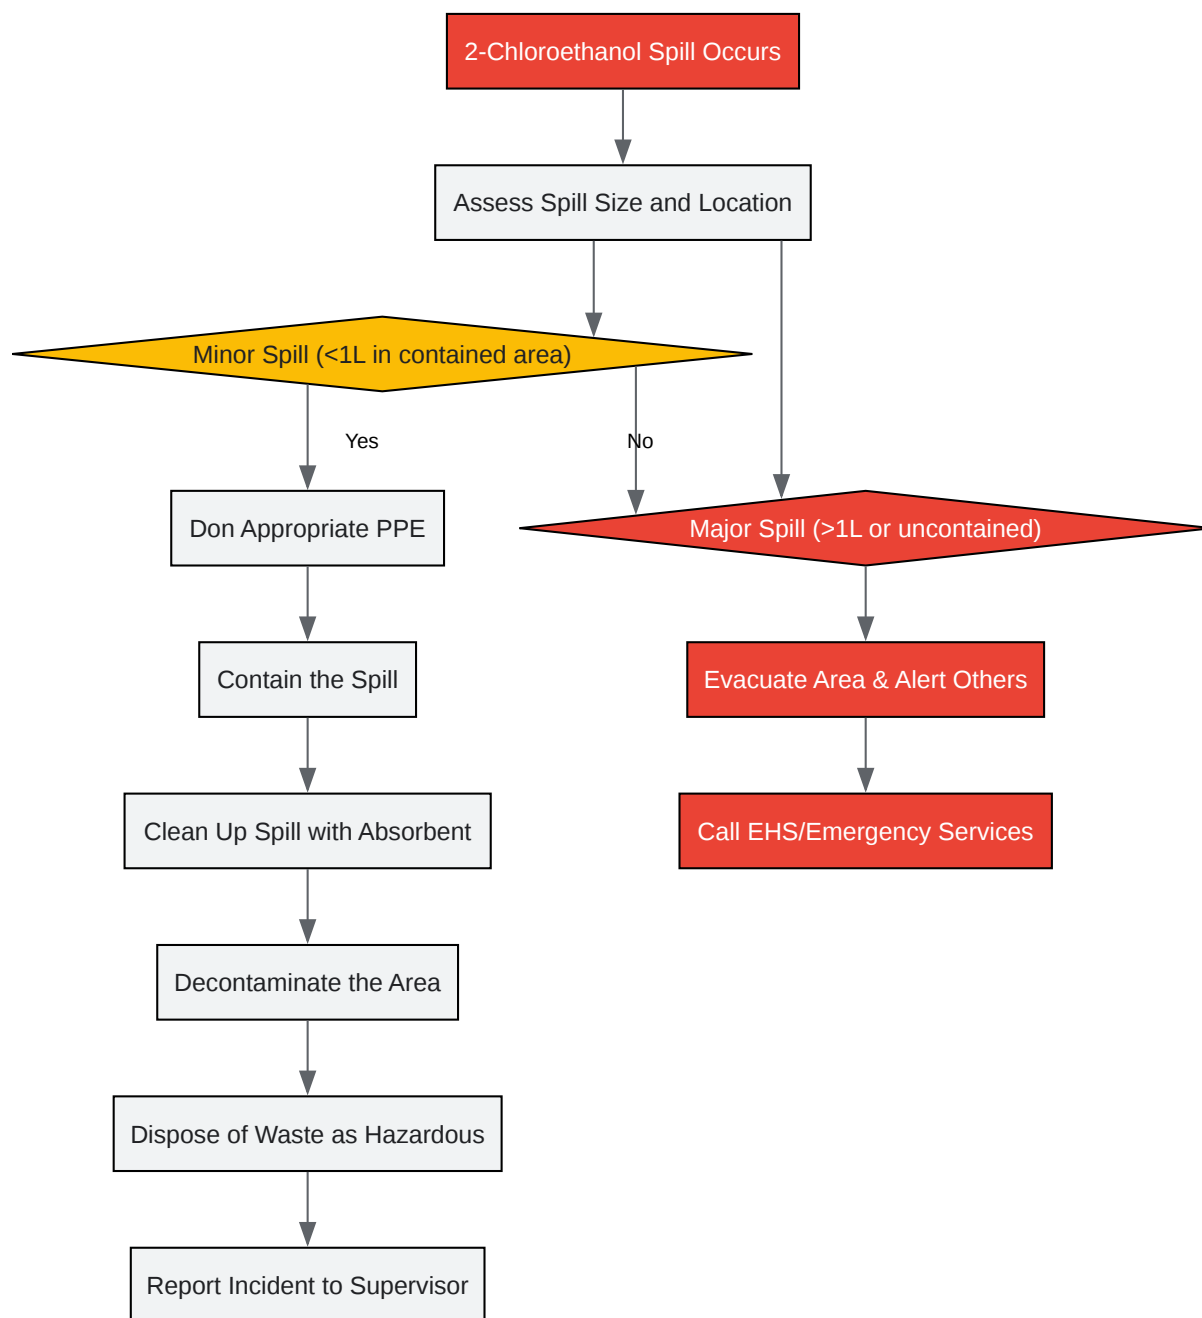 2-Chloroethanol Spill Occurs
Assess Spill Size and Location
Minor Spill (<1L in contained area)
Yes
No
Don Appropriate PPE
Major Spill (>1L or uncontained)
Contain the Spill
Evacuate Area & Alert Others
Clean Up Spill with Absorbent
Call EHS/Emergency Services
Decontaminate the Area
Dispose of Waste as Hazardous
Report Incident to Supervisor